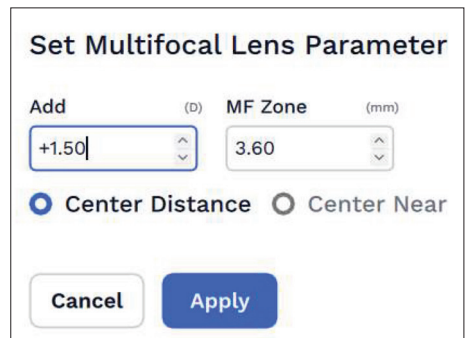 Set Multifocal Lens Parameter
Add (D) MF Zone (mm)
+1.50 3.60
Center Distance Center Near
Cancel Apply